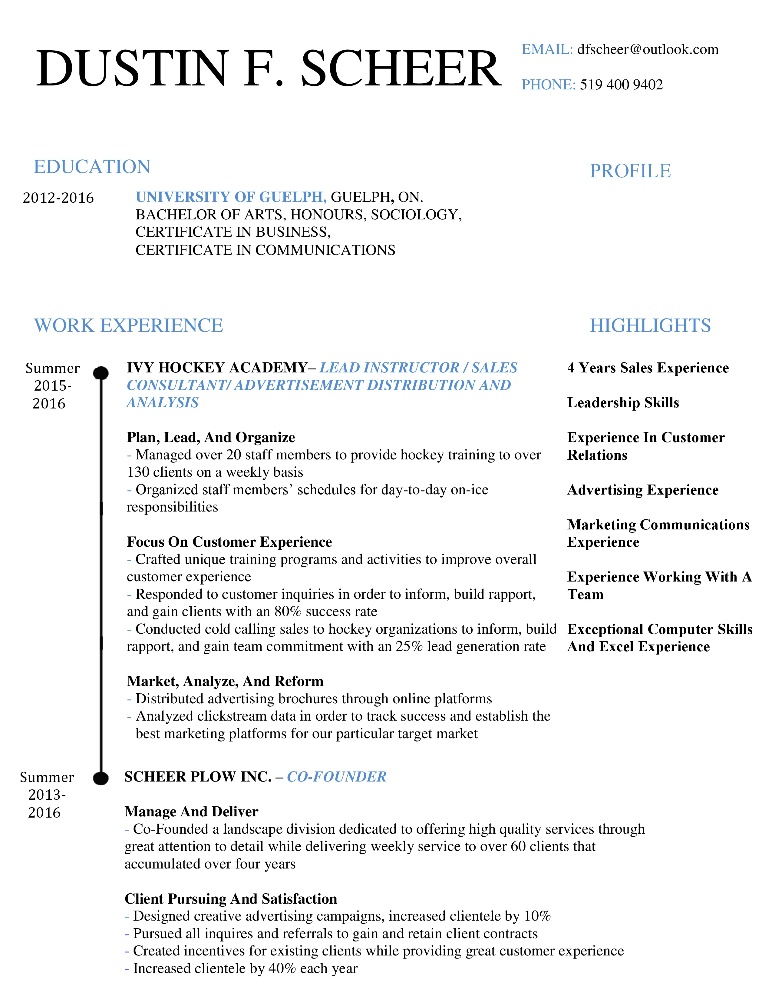 DUSTIN F. SCHEER
EMAIL: dfscheer@outlook.com
PHONE: 519 400 9402
EDUCATION
2012-2016
UNIVERSITY OF GUELPH, GUELPH, ON.
BACHELOR OF ARTS, HONOURS, SOCIOLOGY,
CERTIFICATE IN BUSINESS,
CERTIFICATE IN COMMUNICATIONS
PROFILE
WORK EXPERIENCE
Summer
2015-
2016
IVY HOCKEY ACADEMY– LEAD INSTRUCTOR / SALES
CONSULTANT/ ADVERTISEMENT DISTRIBUTION AND
ANALYSIS
Plan, Lead, And Organize
- Managed over 20 staff members to provide hockey training to over
130 clients on a weekly basis
- Organized staff members’ schedules for day-to-day on-ice
responsibilities
Focus On Customer Experience
- Crafted unique training programs and activities to improve overall
customer experience
- Responded to customer inquiries in order to inform, build rapport,
and gain clients with an 80% success rate
- Conducted cold calling sales to hockey organizations to inform, build
rapport, and gain team commitment with an 25% lead generation rate
Market, Analyze, And Reform
- Distributed advertising brochures through online platforms
- Analyzed clickstream data in order to track success and establish the
best marketing platforms for our particular target market
HIGHLIGHTS
4 Years Sales Experience
Leadership Skills
Experience In Customer
Relations
Advertising Experience
Marketing Communications
Experience
Experience Working With A
Team
Exceptional Computer Skills
And Excel Experience
Summer
2013-
2016
SCHEER PLOW INC. – CO-FOUNDER
Manage And Deliver
- Co-Founded a landscape division dedicated to offering high quality services through
great attention to detail while delivering weekly service to over 60 clients that
accumulated over four years
Client Pursuing And Satisfaction
- Designed creative advertising campaigns, increased clientele by 10%
- Pursued all inquires and referrals to gain and retain client contracts
- Created incentives for existing clients while providing great customer experience
- Increased clientele by 40% each year